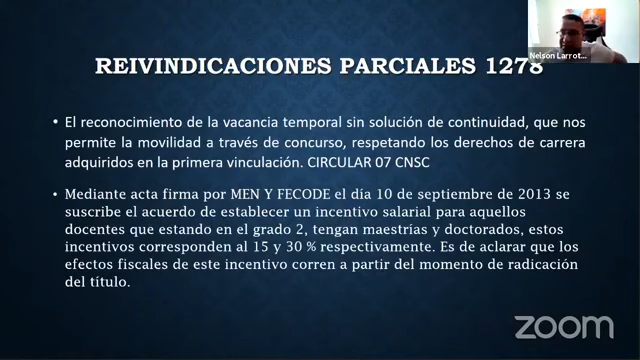 Nelson Larrot...
REIVINDICACIONES PARCIALES 1278
• El reconocimiento de la vacancia temporal sin solución de continuidad, que nos
permite la movilidad a través de concurso, respetando los derechos de carrera
adquiridos en la primera vinculación. CIRCULAR 07 CNSC
• Mediante acta firma por MEN Y FECODE el día 10 de septiembre de 2013 se
suscribe el acuerdo de establecer un incentivo salarial para aquellos
docentes que estando en el grado 2, tengan maestrías y doctorados, estos
incentivos corresponden al 15 y 30 % respectivamente. Es de aclarar que los
efectos fiscales de este incentivo corren a partir del momento de radicación
del título.
zoom